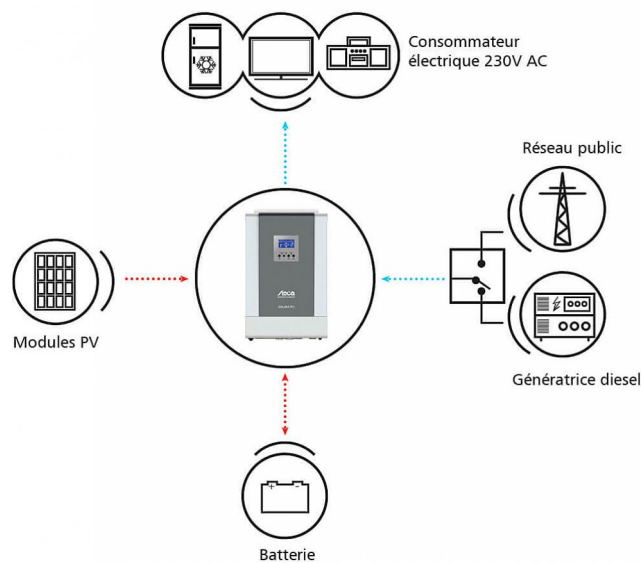 Consommateur
électrique 230V AC
Réseau public
Modules PV
Steca
Génératrice diesel
Batterie